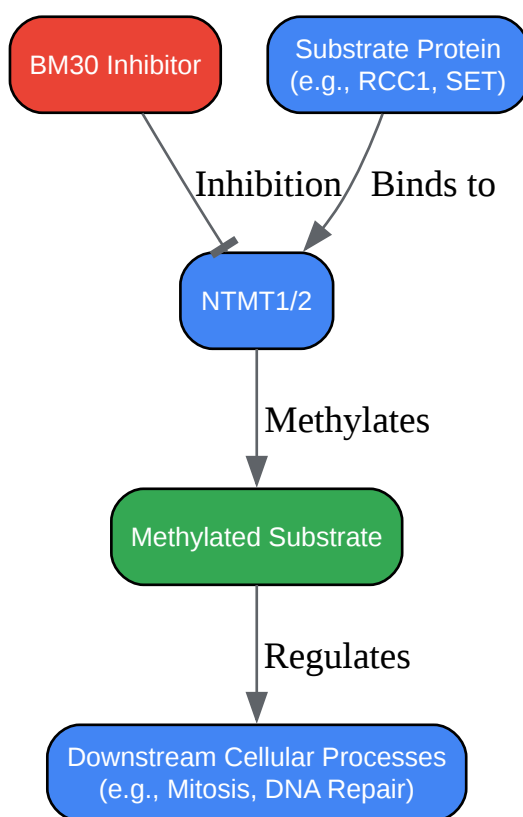 BM30 Inhibitor
Substrate Protein
(e.g., RCC1, SET)
Inhibition
Binds to
NTMT1/2
Methylates
Methylated Substrate
Regulates
Downstream Cellular Processes
(e.g., Mitosis, DNA Repair)